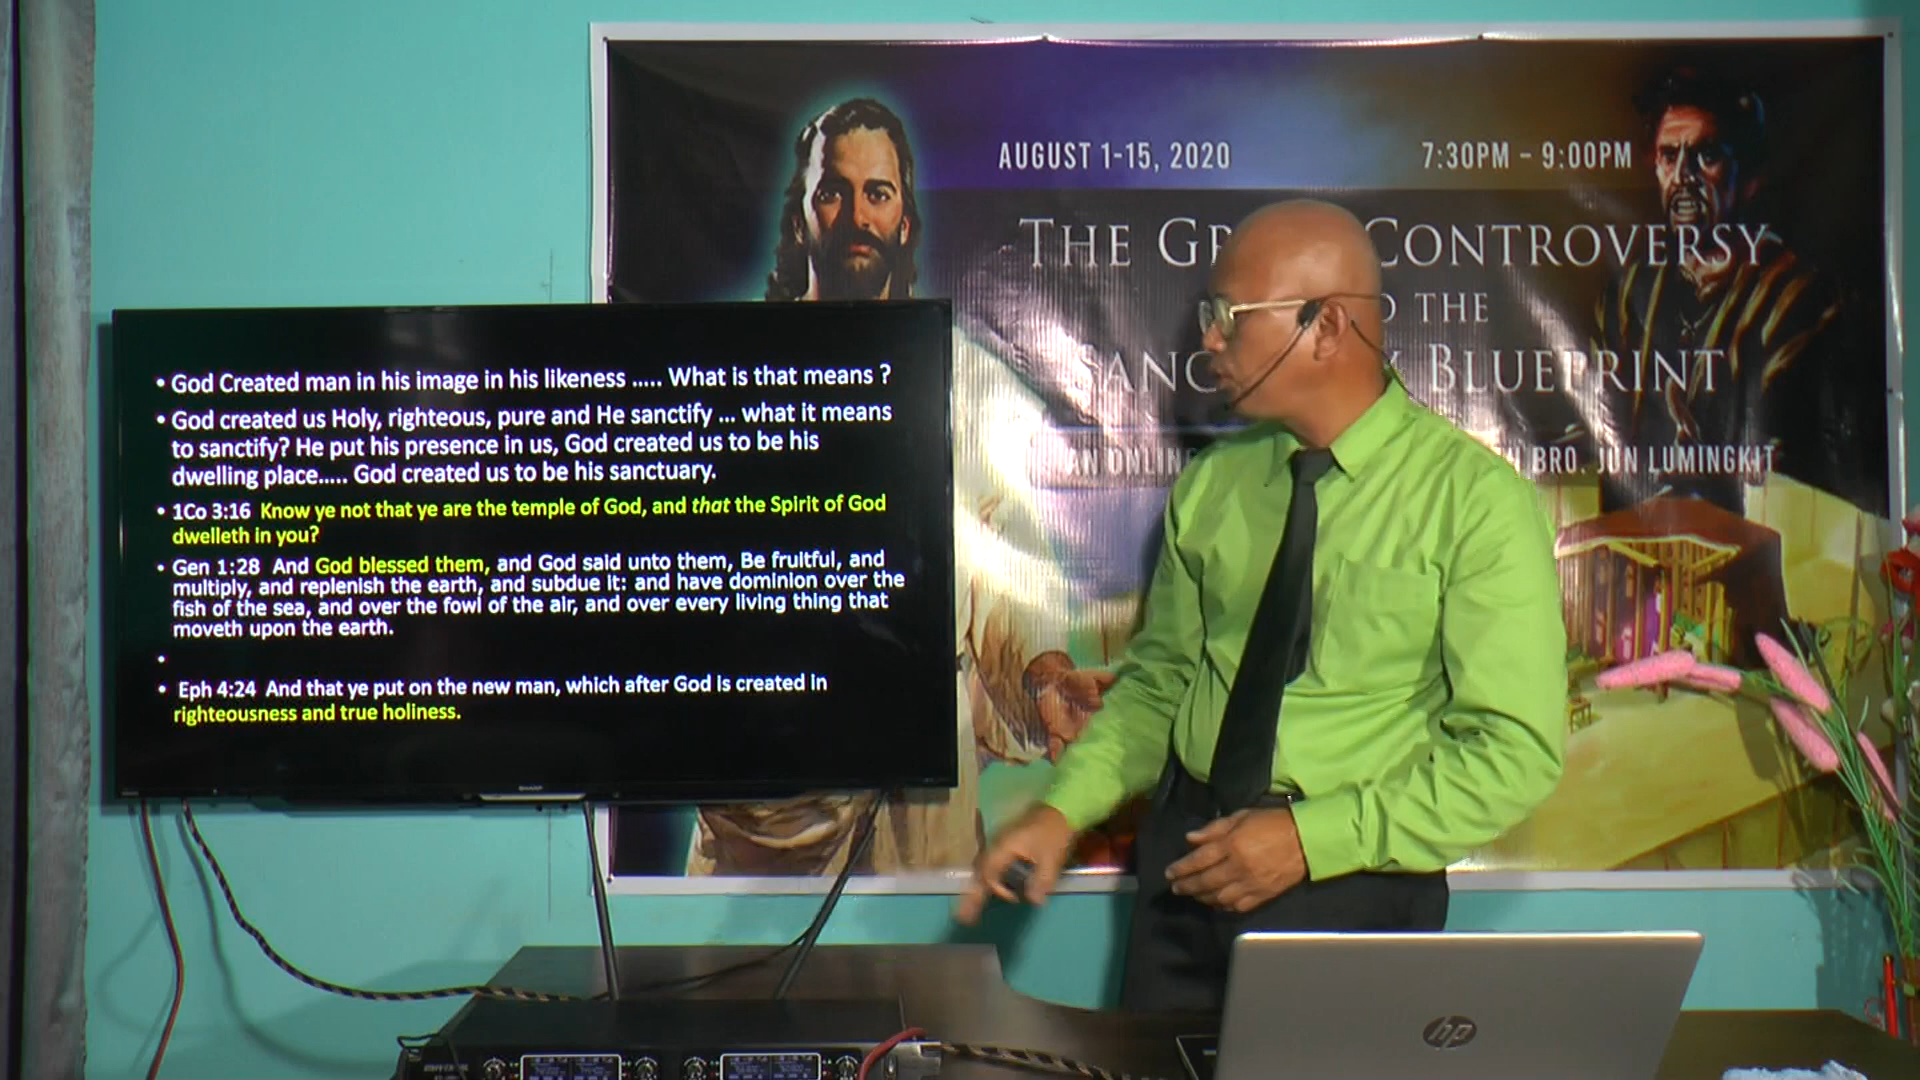 AUGUST 1-15, 2020
7:30PM - 9:00PM
THE GR CONTROVERSY
THE
SANC BLUEPRINT
AN ONLINE
BRO. JUN LUMINGKIT
• God Created man in his image in his likeness ..... What is that means ?
• God created us Holy, righteous, pure and He sanctify ... what it means
to sanctify? He put his presence in us, God created us to be his
dwelling place..... God created us to be his sanctuary.
• 1Co 3:16 Know ye not that ye are the temple of God, and that the Spirit of God
dwelleth in you?
• Gen 1:28 And God blessed them, and God said unto them, Be fruitful, and
multiply, and replenish the earth, and subdue it: and have dominion over the
fish of the sea, and over the fowl of the air, and over every living thing that
moveth upon the earth.
•
• Eph 4:24 And that ye put on the new man, which after God is created in
righteousness and true holiness.
SHARP
hp